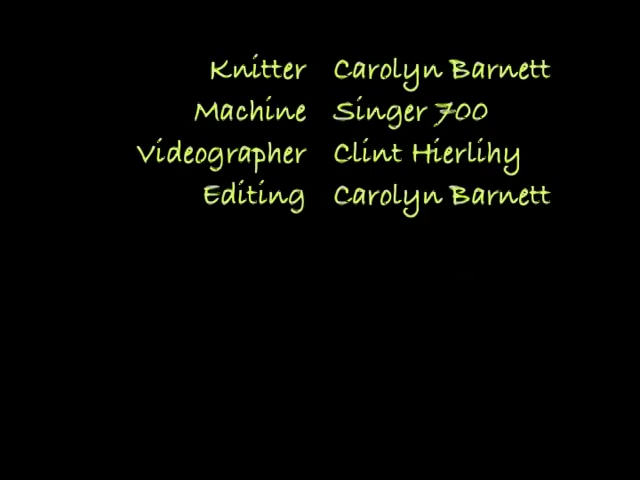 Knitter Carolyn Barnett
Machine Singer 700
Videographer Clint Hierlihy
Editing Carolyn Barnett